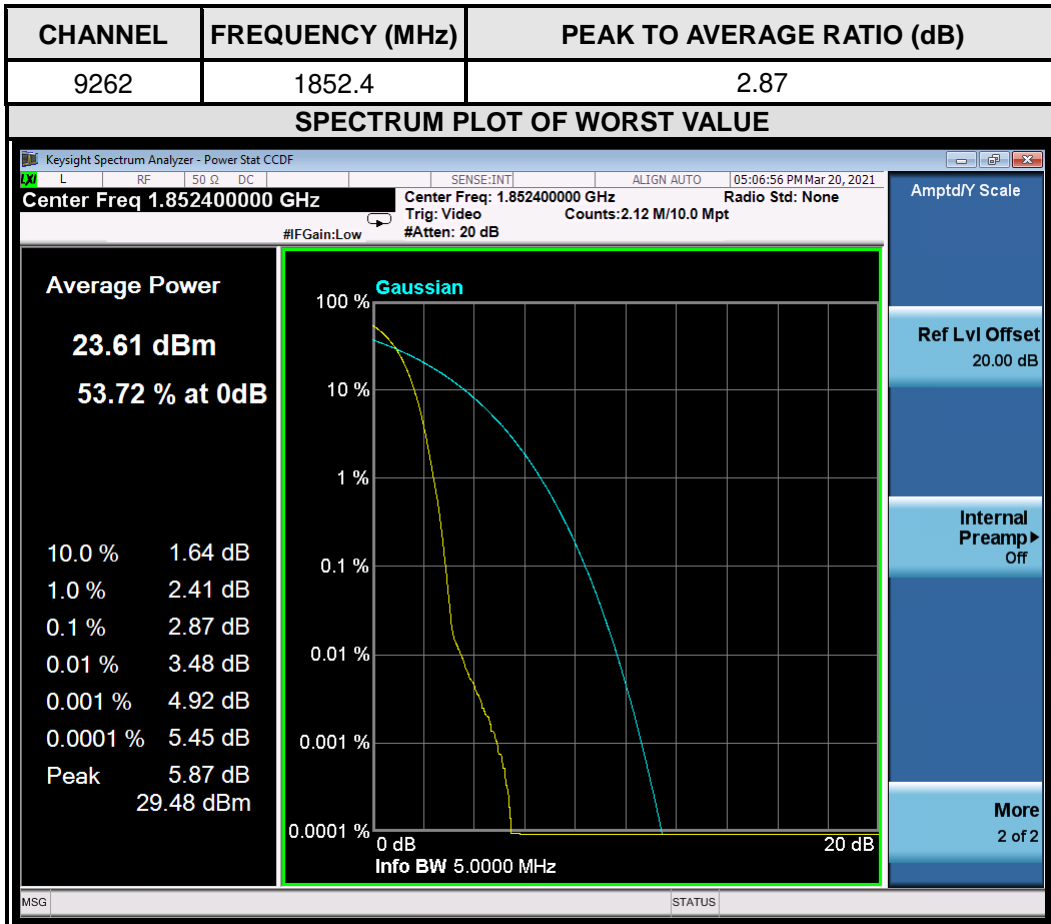 CHANNEL FREQUENCY (MHz) PEAK TO AVERAGE RATIO (dB)
9262 1852.4 2.87
SPECTRUM PLOT OF WORST VALUE
Keysight Spectrum Analyzer - Power Stat CCDF
LXI L RF 50 Ω DC SENSE:INT ALIGN AUTO 05:06:56 PM Mar 20, 2021
Center Freq 1.852400000 GHz
Center Freq: 1.852400000 GHz Radio Std: None
Trig: Video Counts:2.12 M/10.0 Mpt
#IFGain:Low #Atten: 20 dB
Average Power
23.61 dBm
53.72 % at 0dB
10.0 % 1.64 dB
1.0 % 2.41 dB
0.1 % 2.87 dB
0.01 % 3.48 dB
0.001 % 4.92 dB
0.0001 % 5.45 dB
Peak 5.87 dB
29.48 dBm
Gaussian
100 %
10 %
1 %
0.1 %
0.01 %
0.001 %
0.0001 %
0 dB 20 dB
Info BW 5.0000 MHz
Amptd/Y Scale
Ref Lvl Offset
20.00 dB
Internal
Preamp
Off
More
2 of 2
MSG STATUS